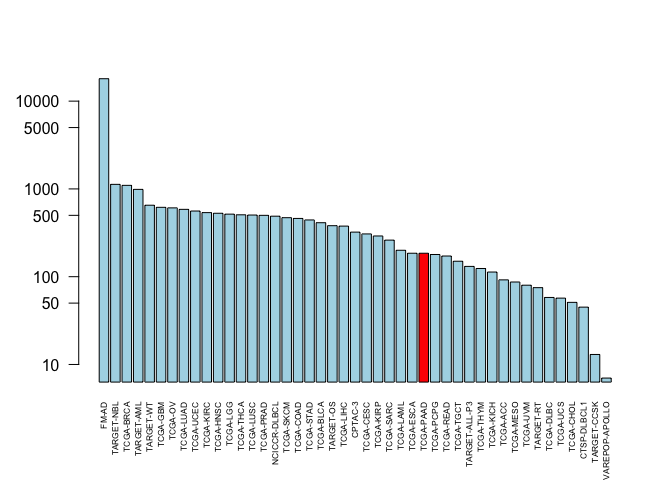 10000
5000
1000
500
100
50
10
FM-AD
TARGET-NBL
TCGA-BRCA
TARGET-AML
TARGET-WT
TCGA-GBM
TCGA-OV
TCGA-LUAD
TCGA-UCEC
TCGA-KIRC
TCGA-HNSC
TCGA-LGG
TCGA-THCA
TCGA-LUSC
TCGA-PRAD
NCICCR-DLBCL
TCGA-SKCM
TCGA-COAD
TCGA-STAD
TCGA-BLCA
TARGET-OS
TCGA-LIHC
CPTAC-3
TCGA-CESC
TCGA-KIRP
TCGA-SARC
TCGA-LAML
TCGA-ESCA
TCGA-PAAD
TCGA-PCPG
TCGA-READ
TCGA-TGCT
TARGET-ALL-P3
TCGA-THYM
TCGA-KICH
TCGA-ACC
TCGA-MESO
TCGA-UVM
TARGET-RT
TCGA-DLBC
TCGA-UCS
TCGA-CHOL
CTSP-DLBCL1
TARGET-CCSK
VAREPOP-APOLLO